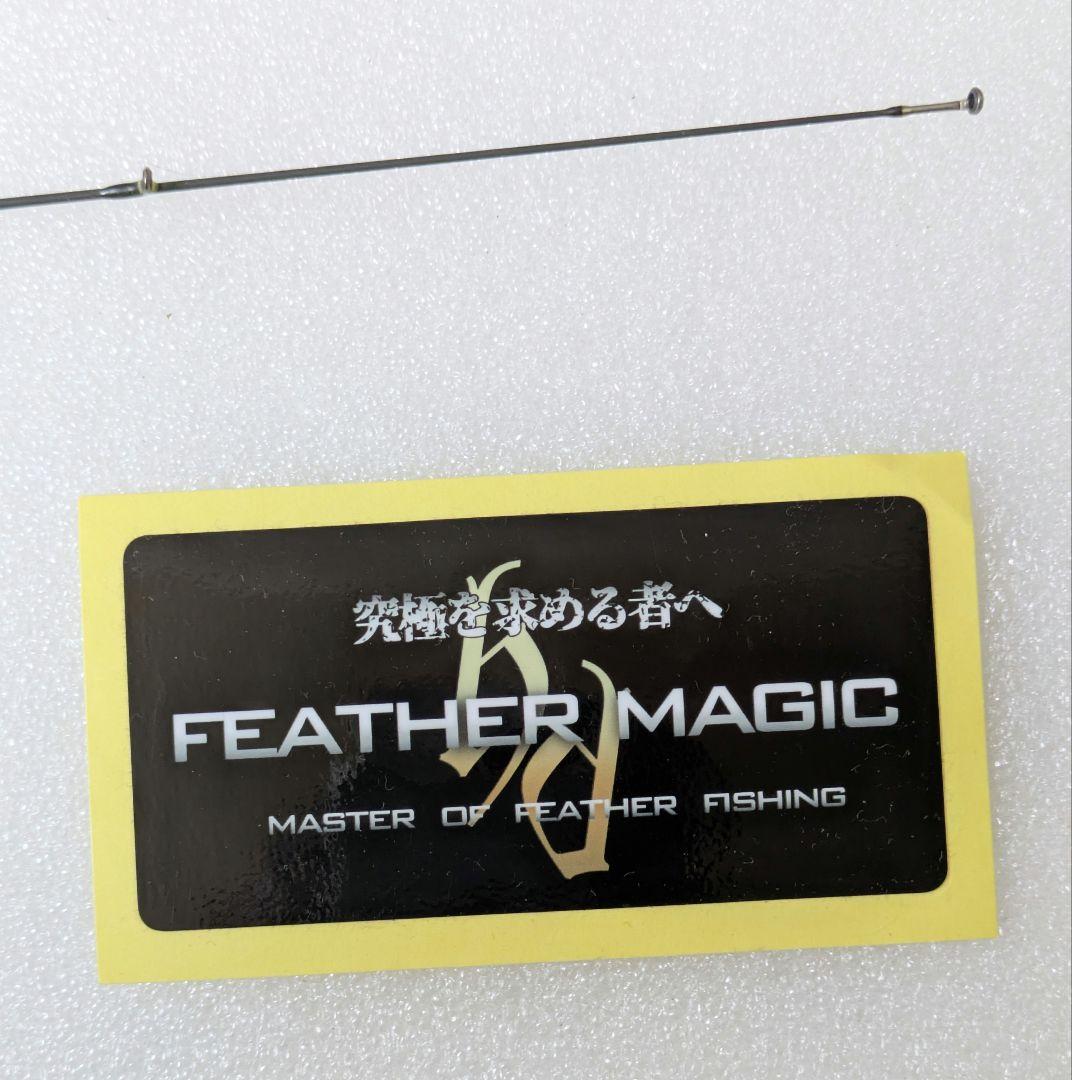 究極を求める者へ
FEATHER MAGIC
MASTER OF FEATHER FISHING